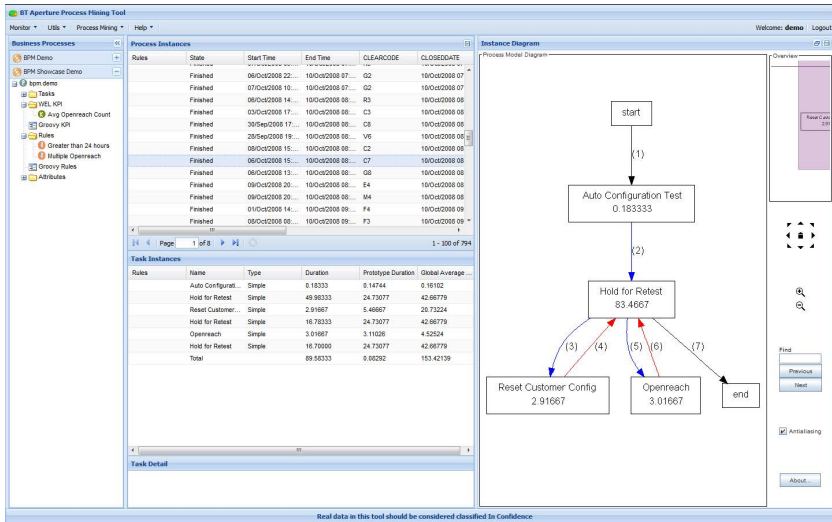 BT Aperture Process Mining Tool
Monitor Utils Process Mining Help Welcome: demo Logout
Business Processes
BPM Demo
BPM Showcase Demo
bpm demo
Tasks
WEL KPI
Avg Openreach Count
Groovy KPI
Rules
Greater than 24 hours
Multiple Openreach
Groovy Rules
Attributes
Process Instances
Rules State Start Time End Time CLEARCODE CLOSEDDATE
Finished 06/Oct/2008 22:... 10/Oct/2008 07:... G2 10/Oct/2008 07
Finished 07/Oct/2008 10:... 10/Oct/2008 07:... G2 10/Oct/2008 07
Finished 06/Oct/2008 14:... 10/Oct/2008 08:... R3 10/Oct/2008 08
Finished 03/Oct/2008 17:... 10/Oct/2008 08:... C3 10/Oct/2008 08
Finished 30/Sep/2008 17:... 10/Oct/2008 08:... C8 10/Oct/2008 08
Finished 28/Sep/2008 19:... 10/Oct/2008 08:... V6 10/Oct/2008 08
Finished 08/Oct/2008 15:... 10/Oct/2008 08:... C2 10/Oct/2008 08
Finished 06/Oct/2008 15:... 10/Oct/2008 08:... C7 10/Oct/2008 08
Finished 06/Oct/2008 13:... 10/Oct/2008 08:... G8 10/Oct/2008 08
Finished 09/Oct/2008 20:... 10/Oct/2008 08:... E4 10/Oct/2008 08
Finished 09/Oct/2008 20:... 10/Oct/2008 08:... M4 10/Oct/2008 08
Finished 01/Oct/2008 14:... 10/Oct/2008 09:... F4 10/Oct/2008 09
Finished 08/Oct/2008 08:... 10/Oct/2008 09:... F3 10/Oct/2008 09
Page 1 of 8 1 - 100 of 794
Task Instances
Rules Name Type Duration Prototype Duration Global Average ...
Auto Configurati... Simple 0.18333 0.14744 0.16102
Hold for Retest Simple 49.98333 24.73077 42.66779
Reset Customer... Simple 2.91667 5.46667 20.73224
Hold for Retest Simple 16.78333 24.73077 42.66779
Openreach Simple 3.01667 3.11026 4.52524
Hold for Retest Simple 16.70000 24.73077 42.66779
Total 89.58333 0.08292 153.42139
Task Detail
Instance Diagram
Process Model Diagram
start
(1)
Auto Configuration Test
0.183333
(2)
Hold for Retest
83.4667
(3) (4) (5) (6) (7)
Reset Customer Config
2.91667
Openreach
3.01667
end
Overview
Find
Previous
Next
Antialiasing
About...
Real data in this tool should be considered classified In Confidence